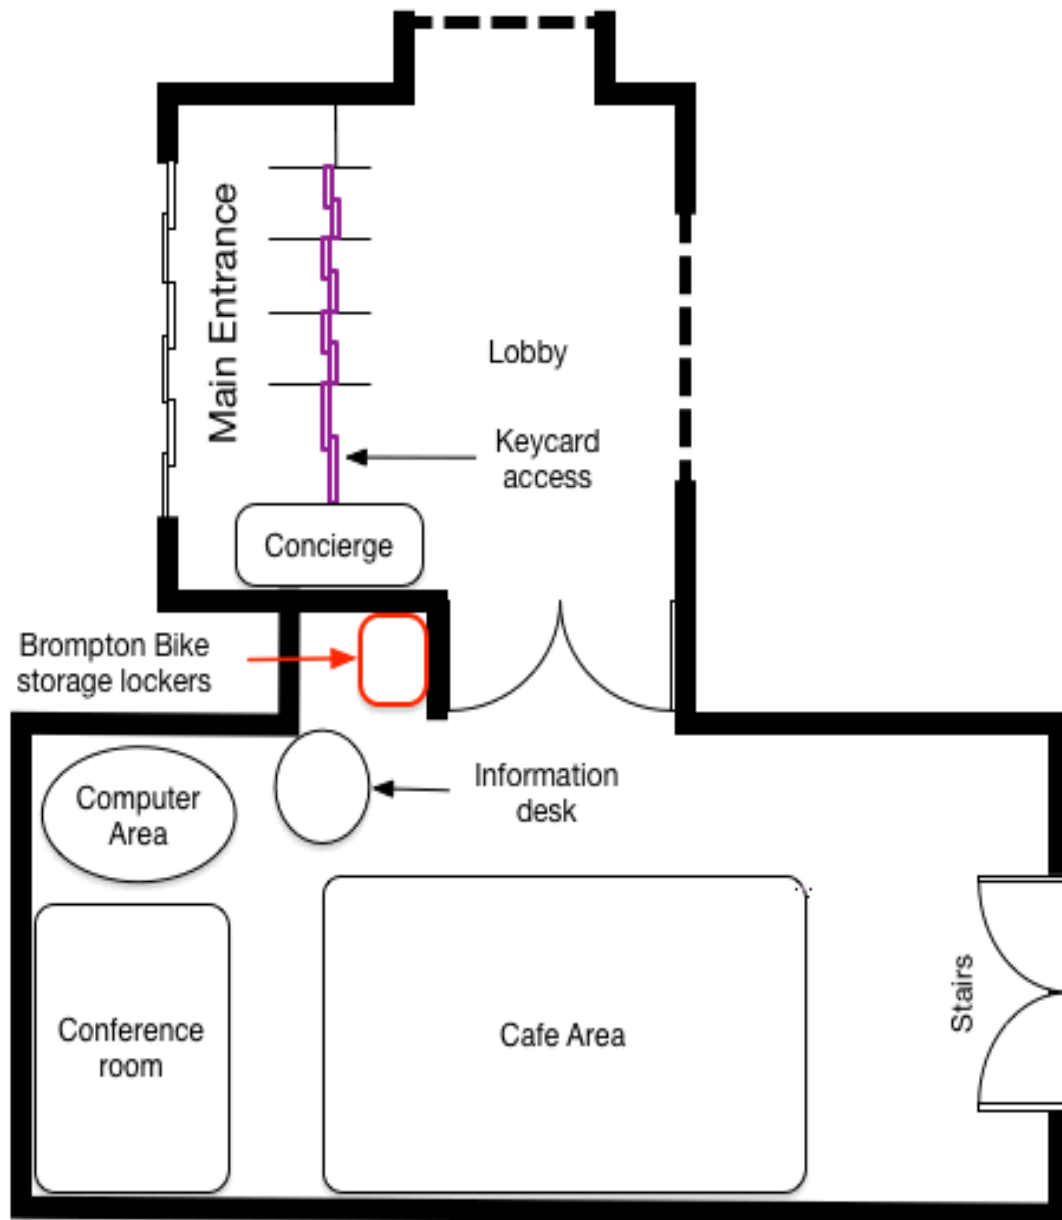 Main Entrance
Lobby
Keycard
access
Concierge
Brompton Bike
storage lockers
Information
desk
Computer
Area
Conference
room
Cafe Area
Stairs